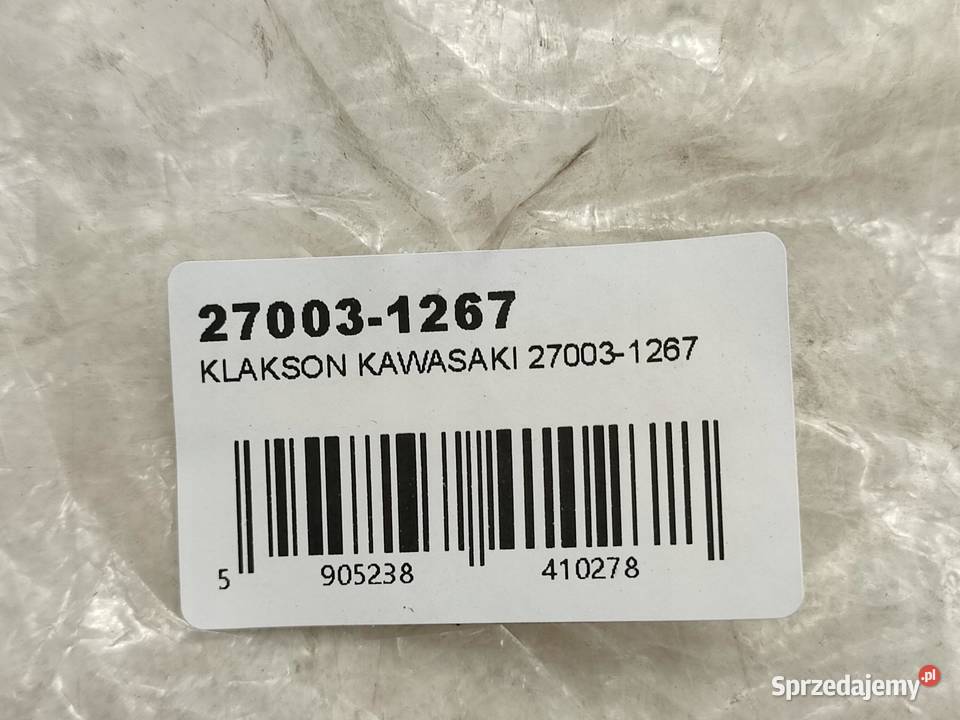 27003-1267
KLAKSON KAWASAKI 27003-1267
5 905238 410278
Sprzedajemy.pl